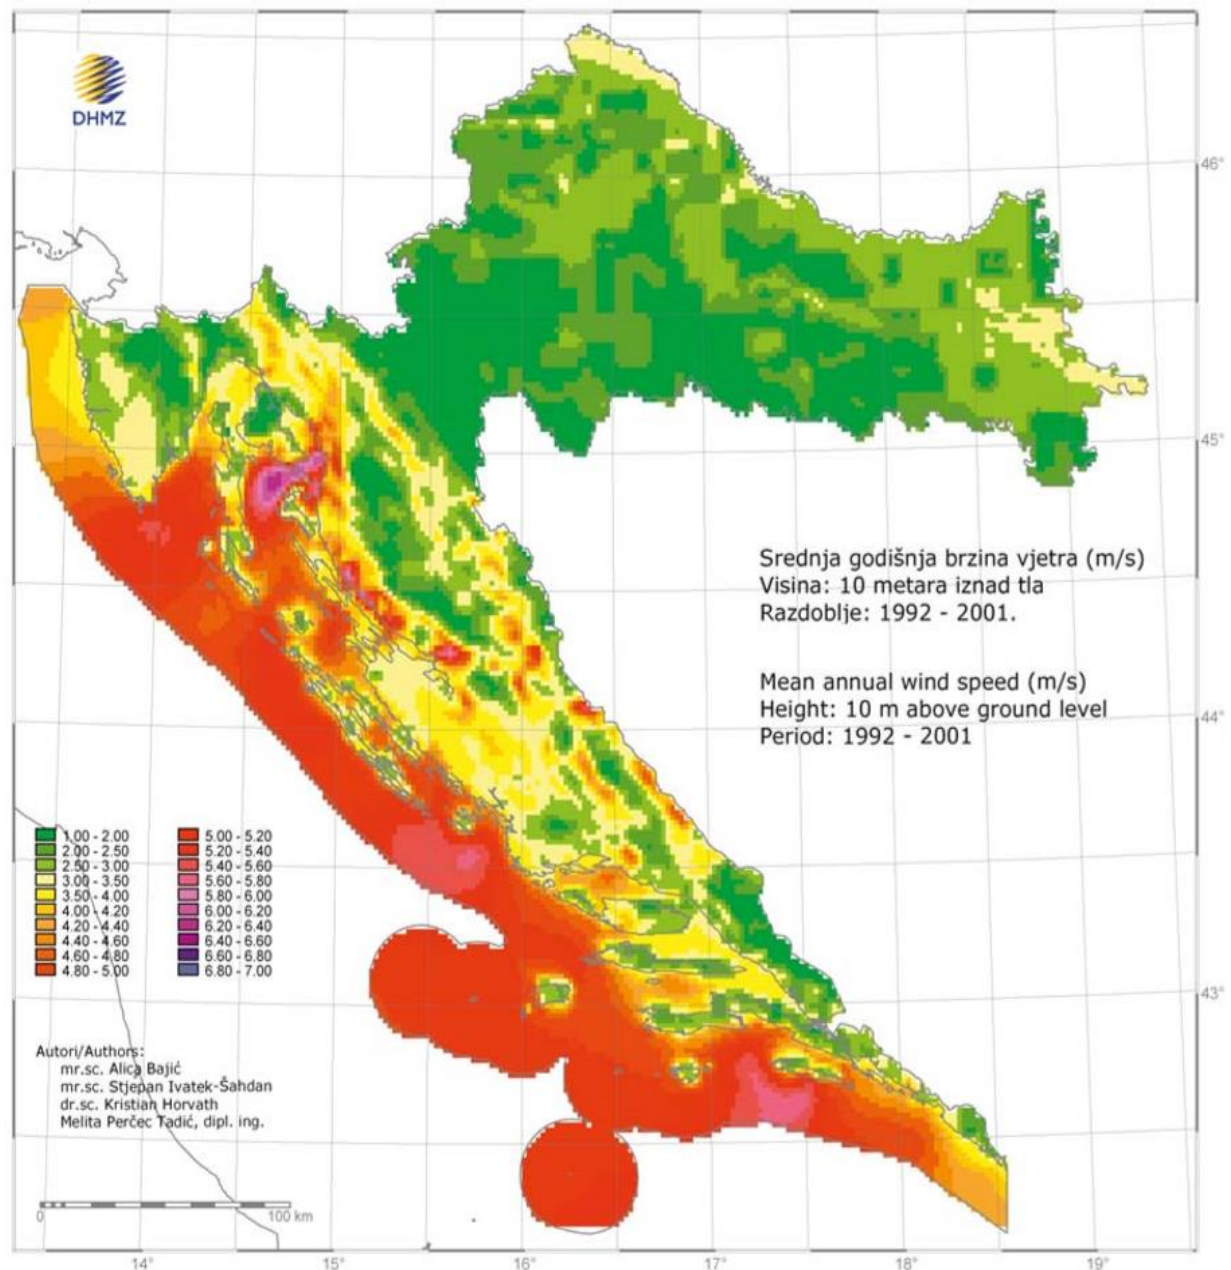 DHMZ
46°
45°
Srednja godišnja brzina vjetra (m/s)
Visina: 10 metara iznad tla
Razdoblje: 1992 - 2001.
Mean annual wind speed (m/s)
Height: 10 m above ground level
Period: 1992 - 2001
44°
1.00 - 2.00
2.00 - 2.50
2.50 - 3.00
3.00 - 3.50
3.50 - 4.00
4.00 - 4.20
4.20 - 4.40
4.40 - 4.60
4.60 - 4.80
4.80 - 5.00
5.00 - 5.20
5.20 - 5.40
5.40 - 5.60
5.60 - 5.80
5.80 - 6.00
6.00 - 6.20
6.20 - 6.40
6.40 - 6.60
6.60 - 6.80
6.80 - 7.00
43°
Autori/Authors:
mr.sc. Alica Bajić
mr.sc. Stjepan Ivatek-Šahdan
dr.sc. Kristian Horvath
Melita Perčec Tadić, dipl. ing.
0 100 km
14° 15° 16° 17° 18° 19°